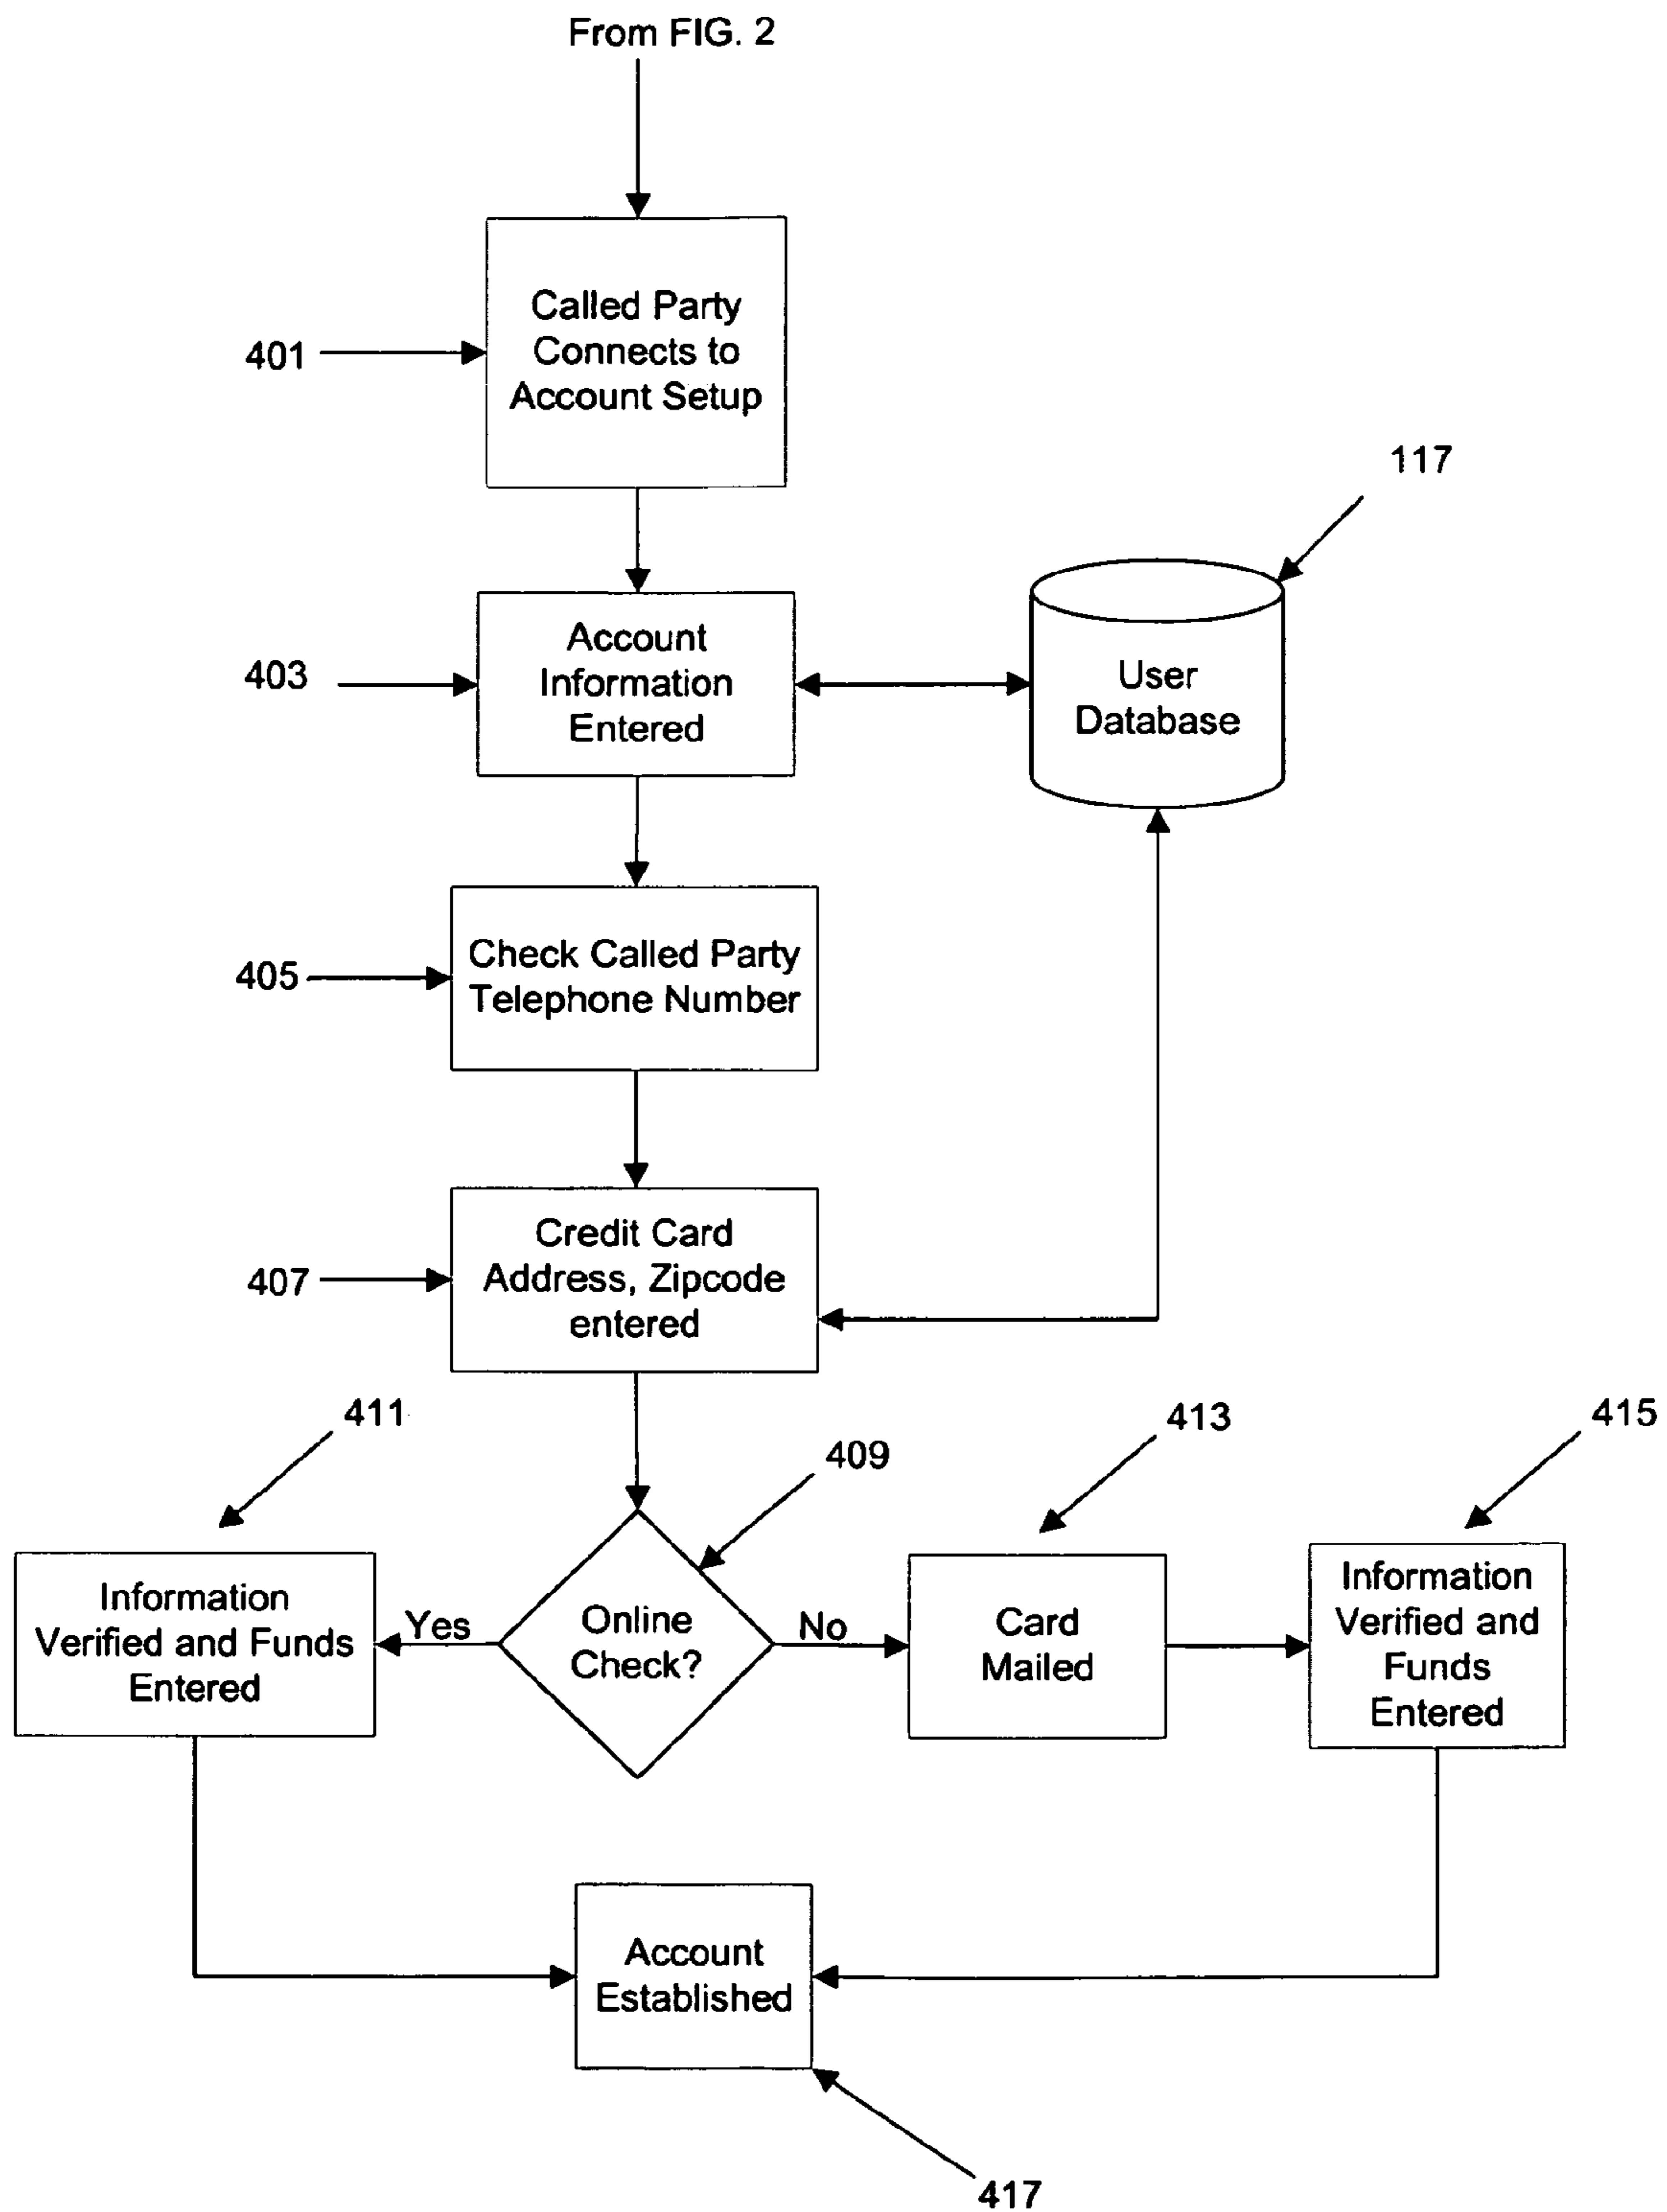 From FIG. 2
Called Party
Connects to
Account Setup
401
117
Account
Information
Entered
403
User
Database
Check Called Party
Telephone Number
405
Credit Card
Address, Zipcode
entered
407
411
409
413
415
Information
Verified and Funds
Entered
Yes
Online
Check?
No
Card
Mailed
Information
Verified and
Funds
Entered
Account
Established
417